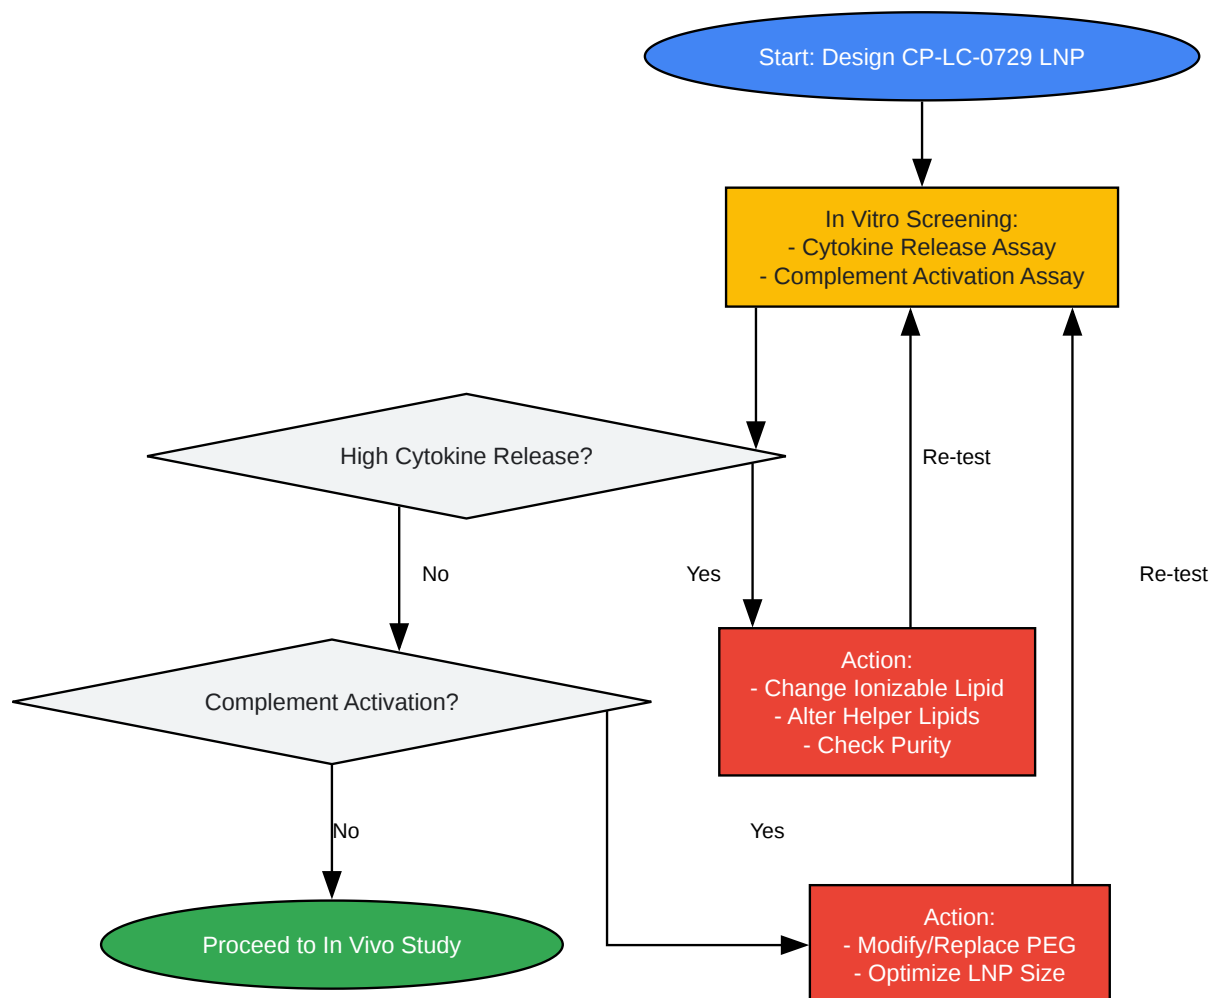 Start: Design CP-LC-0729 LNP
In Vitro Screening:
- Cytokine Release Assay
- Complement Activation Assay
High Cytokine Release?
Re-test
No
Yes
Re-test
Action:
- Change Ionizable Lipid
- Alter Helper Lipids
- Check Purity
Complement Activation?
No
Yes
Action:
- Modify/Replace PEG
- Optimize LNP Size
Proceed to In Vivo Study